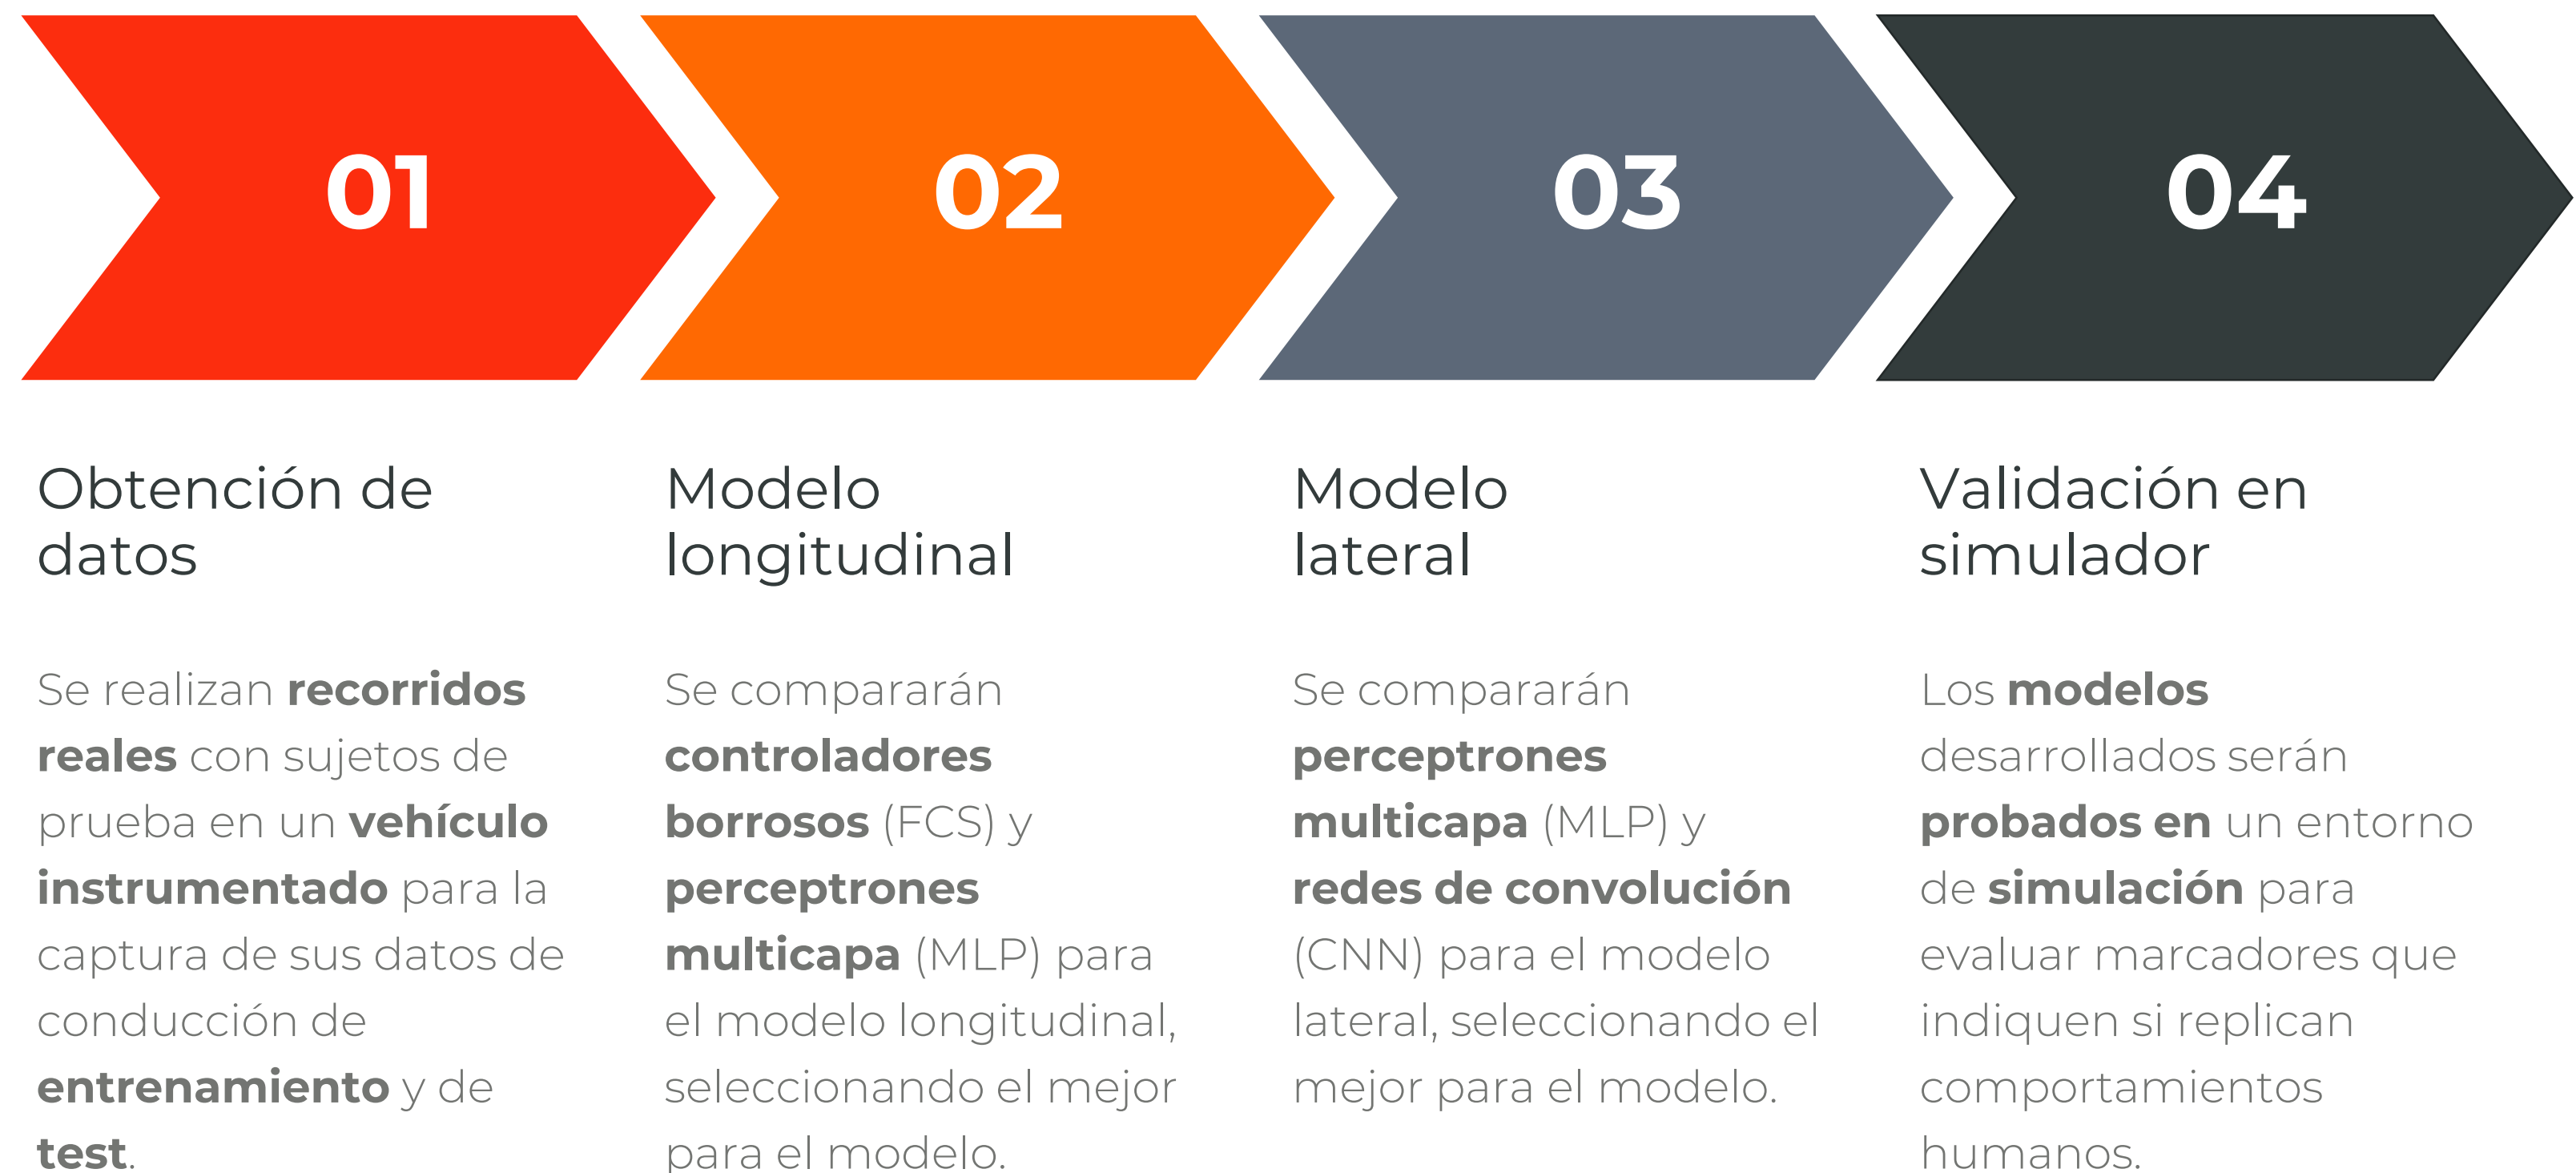 01
02
03
04
Obtención de
datos
Se realizan recorridos
reales con sujetos de
prueba en un vehículo
instrumentado para la
captura de sus datos de
conducción de
entrenamiento y de
test.
Modelo
longitudinal
Se compararán
controladores
borrosos (FCS) y
perceptrones
multicapa (MLP) para
el modelo longitudinal,
seleccionando el mejor
para el modelo.
Modelo
lateral
Se compararán
perceptrones
multicapa (MLP) y
redes de convolución
(CNN) para el modelo
lateral, seleccionando el
mejor para el modelo.
Validación en
simulador
Los modelos
desarrollados serán
probados en un entorno
de simulación para
evaluar marcadores que
indiquen si replican
comportamientos
humanos.